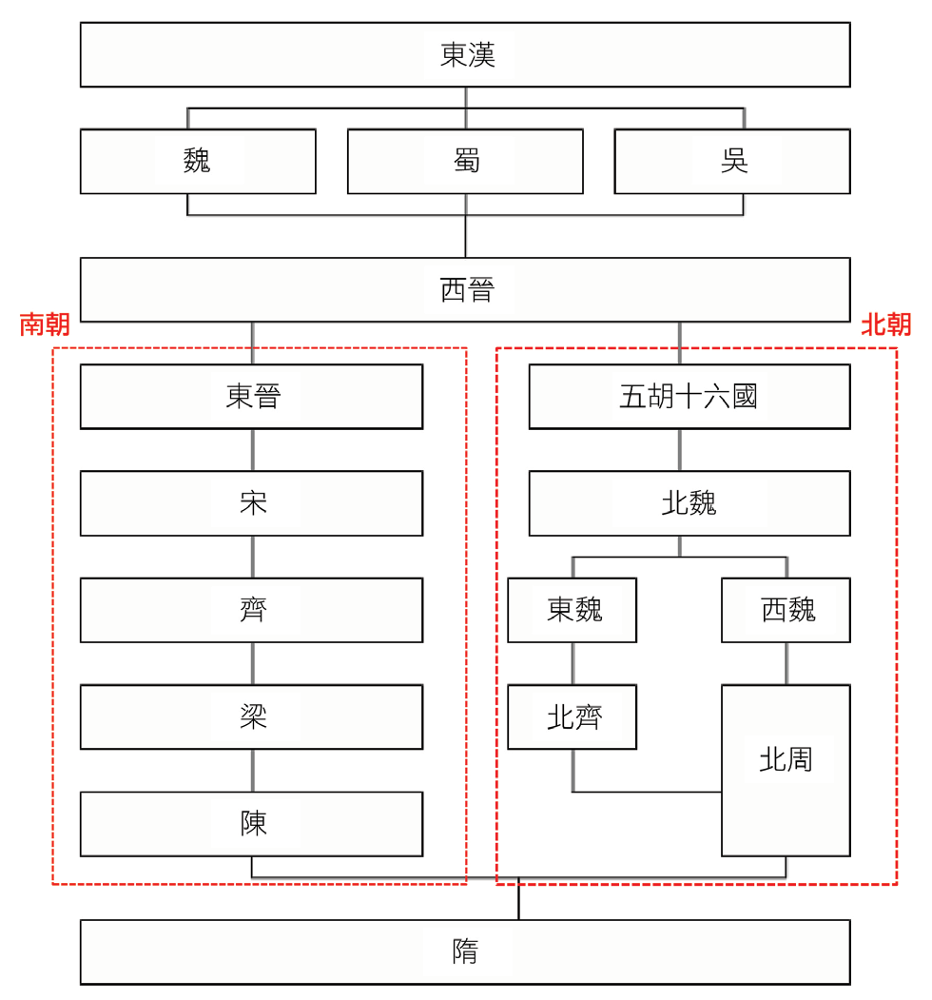 東漢
魏
蜀
吳
西晉
南朝
北朝
東晉
五胡十六國
宋
北魏
齊
東魏
西魏
梁
北齊
北周
陳
隋